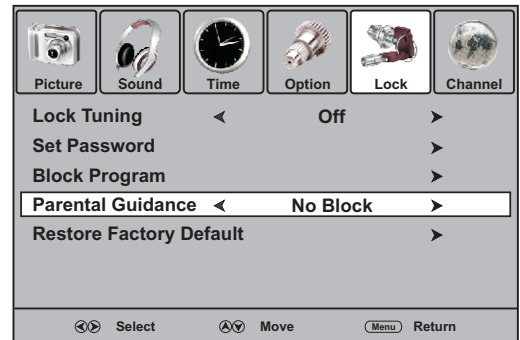 Picture Sound Time Option Lock Channel
Lock Tuning Off
Set Password
Block Program
Parental Guidance No Block
Restore Factory Default
Select Move Menu Return